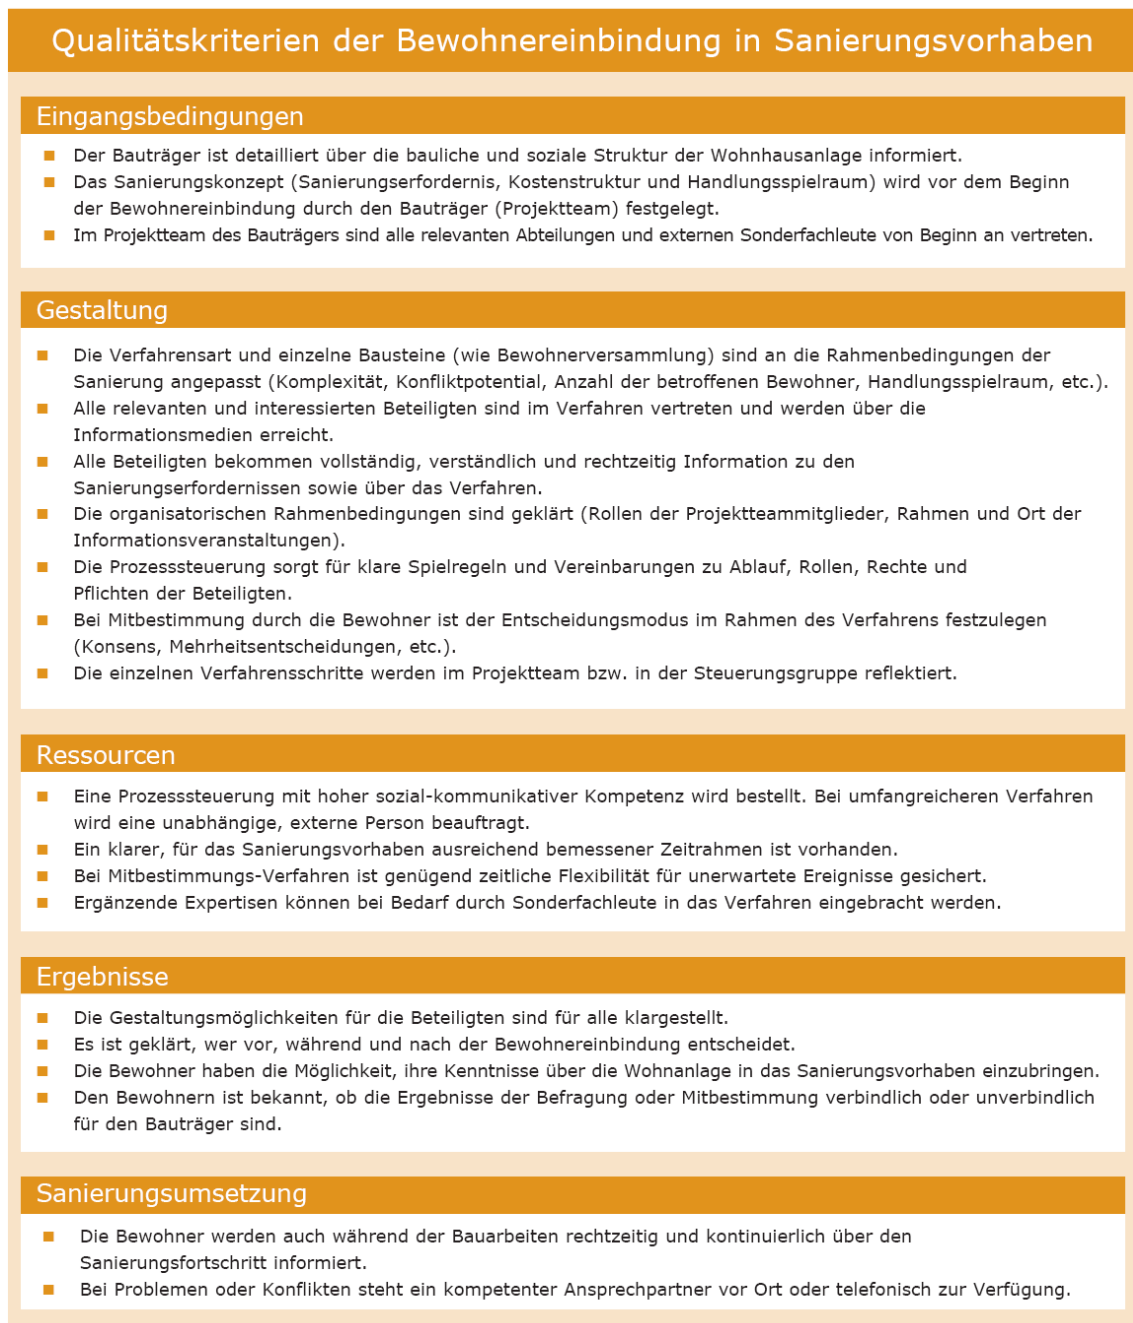 Qualitätskriterien der Bewohnereinbindung in Sanierungsvorhaben
Eingangsbedingungen
■ Der Bauträger ist detailliert über die bauliche und soziale Struktur der Wohnhausanlage informiert.
■ Das Sanierungskonzept (Sanierungserfordernis, Kostenstruktur und Handlungsspielraum) wird vor dem Beginn
der Bewohnereinbindung durch den Bauträger (Projektteam) festgelegt.
■ Im Projektteam des Bauträgers sind alle relevanten Abteilungen und externen Sonderfachleute von Beginn an vertreten.
Gestaltung
■ Die Verfahrensart und einzelne Bausteine (wie Bewohnerversammlung) sind an die Rahmenbedingungen der
Sanierung angepasst (Komplexität, Konfliktpotential, Anzahl der betroffenen Bewohner, Handlungsspielraum, etc.).
■ Alle relevanten und interessierten Beteiligten sind im Verfahren vertreten und werden über die
Informationsmedien erreicht.
■ Alle Beteiligten bekommen vollständig, verständlich und rechtzeitig Information zu den
Sanierungserfordernissen sowie über das Verfahren.
■ Die organisatorischen Rahmenbedingungen sind geklärt (Rollen der Projektteammitglieder, Rahmen und Ort der
Informationsveranstaltungen).
■ Die Prozesssteuerung sorgt für klare Spielregeln und Vereinbarungen zu Ablauf, Rollen, Rechte und
Pflichten der Beteiligten.
■ Bei Mitbestimmung durch die Bewohner ist der Entscheidungsmodus im Rahmen des Verfahrens festzulegen
(Konsens, Mehrheitsentscheidungen, etc.).
■ Die einzelnen Verfahrensschritte werden im Projektteam bzw. in der Steuerungsgruppe reflektiert.
Ressourcen
■ Eine Prozesssteuerung mit hoher sozial-kommunikativer Kompetenz wird bestellt. Bei umfangreicheren Verfahren
wird eine unabhängige, externe Person beauftragt.
■ Ein klarer, für das Sanierungsvorhaben ausreichend bemessener Zeitrahmen ist vorhanden.
■ Bei Mitbestimmungs-Verfahren ist genügend zeitliche Flexibilität für unerwartete Ereignisse gesichert.
■ Ergänzende Expertisen können bei Bedarf durch Sonderfachleute in das Verfahren eingebracht werden.
Ergebnisse
■ Die Gestaltungsmöglichkeiten für die Beteiligten sind für alle klargestellt.
■ Es ist geklärt, wer vor, während und nach der Bewohnereinbindung entscheidet.
■ Die Bewohner haben die Möglichkeit, ihre Kenntnisse über die Wohnanlage in das Sanierungsvorhaben einzubringen.
■ Den Bewohnern ist bekannt, ob die Ergebnisse der Befragung oder Mitbestimmung verbindlich oder unverbindlich
für den Bauträger sind.
Sanierungsumsetzung
■ Die Bewohner werden auch während der Bauarbeiten rechtzeitig und kontinuierlich über den
Sanierungsfortschritt informiert.
■ Bei Problemen oder Konflikten steht ein kompetenter Ansprechpartner vor Ort oder telefonisch zur Verfügung.